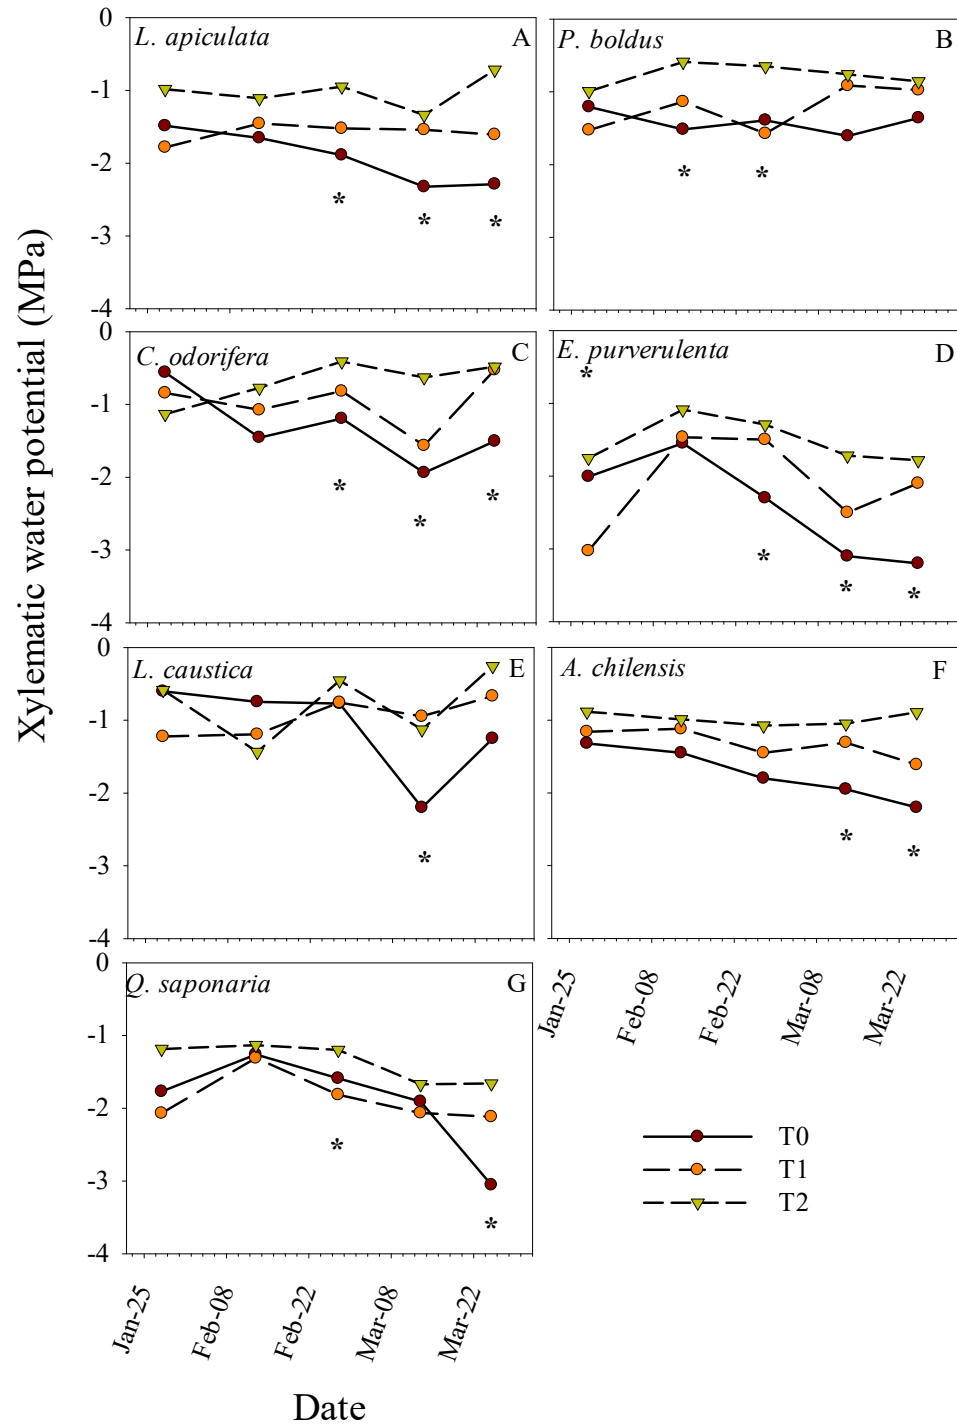 0
L. apiculata A
P. boldus B
-1
-2
* * *
* *
-3
-4
0
C. odorifera C
E. purverulenta D
*
-1
-2
* * *
* * *
-3
-4
0
L. caustica E
A. chilensis F
-1
-2
*
* *
-3
-4
Jan-25
Feb-08
Feb-22
Mar-08
Mar-22
0
Q. saponaria G
-1
-2
* *
-3
-4
Jan-25
Feb-08
Feb-22
Mar-08
Mar-22
T0
T1
T2
Xylematic water potential (MPa)
Date